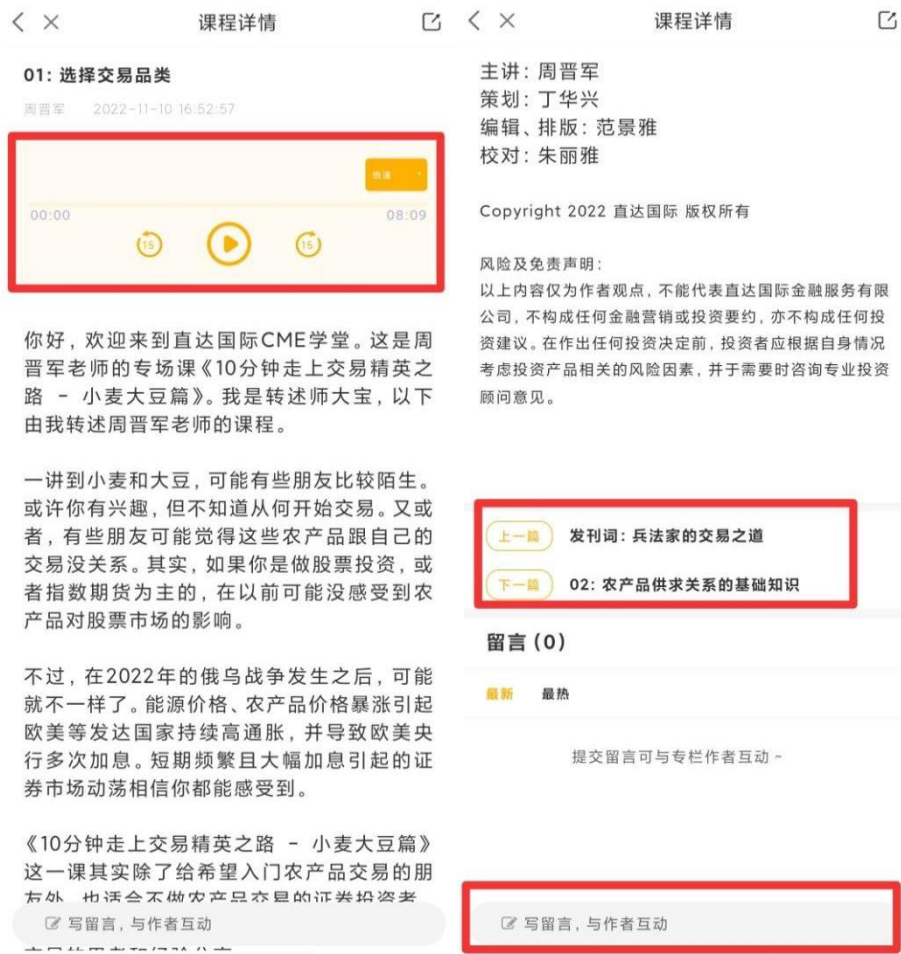 课程详情
01: 选择交易品类
周晋军 2022-11-10 16:52:57
倍速
00:00
08:09
15
15
你好，欢迎来到直达国际CME学堂。这是周
晋军老师的专场课《10分钟走上交易精英之
路 - 小麦大豆篇》。我是转述师大宝，以下
由我转述周晋军老师的课程。
一讲到小麦和大豆，可能有些朋友比较陌生。
或许你有兴趣，但不知道从何开始交易。又或
者，有些朋友可能觉得这些农产品跟自己的
交易没关系。其实，如果你是做股票投资，或
者指数期货为主的，在以前可能没感受到农
产品对股票市场的影响。
不过，在2022年的俄乌战争发生之后，可能
就不一样了。能源价格、农产品价格暴涨引起
欧美等发达国家持续高通胀，并导致欧美央
行多次加息。短期频繁且大幅加息引起的证
券市场动荡相信你都能感受到。
《10分钟走上交易精英之路 - 小麦大豆篇》
这一课其实除了给希望入门农产品交易的朋
友外，也适合不做农产品交易的证券投资者
写留言，与作者互动
课程详情
主讲：周晋军
策划：丁华兴
编辑、排版：范景雅
校对：朱丽雅
Copyright 2022 直达国际 版权所有
风险及免责声明：
以上内容仅为作者观点，不能代表直达国际金融服务有限
公司，不构成任何金融营销或投资要约，亦不构成任何投
资建议。在作出任何投资决定前，投资者应根据自身情况
考虑投资产品相关的风险因素，并于需要时咨询专业投资
顾问意见。
上一篇 发刊词：兵法家的交易之道
下一篇 02: 农产品供求关系的基础知识
留言(0)
最新 最热
提交留言可与专栏作者互动~
写留言，与作者互动